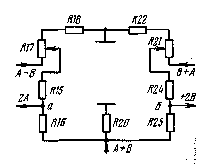 R18 R22
R17 R21
A-B B+A
R15 R24
2A а б +2B
R16 R20 R25
A+B